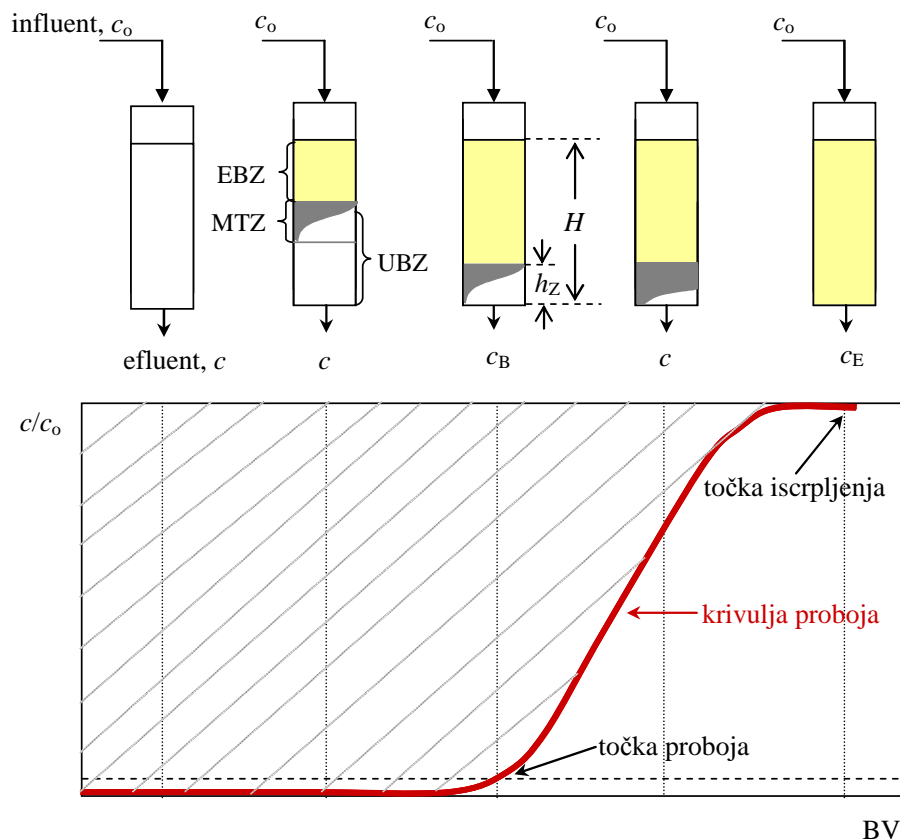 influent, co
co
co
co
co
EBZ
MTZ
UBZ
H
hZ
efluent, c
c
cB
c
cE
c/co
točka iscrpljenja
krivulja proboja
točka proboja
BV